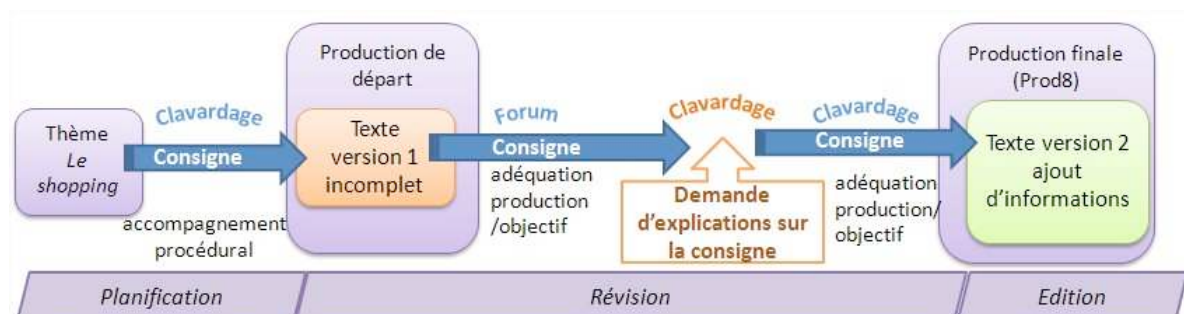 Thème
Le
shopping
Clavardage
Consigne
accompagnement
procédural
Production de
départ
Texte
version 1
incomplet
Forum
Consigne
adéquation
production
/objectif
Clavardage
Demande
d'explications sur
la consigne
Clavardage
Consigne
adéquation
production/
objectif
Production finale
(Prod8)
Texte version 2
ajout
d'informations
Planification
Révision
Edition